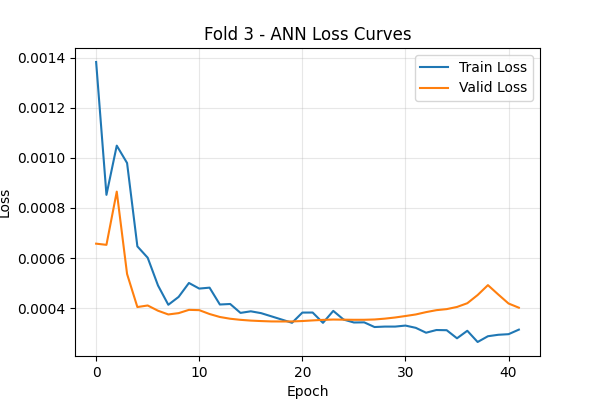 Fold 3 - ANN Loss Curves
Train Loss
Valid Loss
0.0014
0.0012
0.0010
0.0008
0.0006
0.0004
Loss
0
10
20
30
40
Epoch